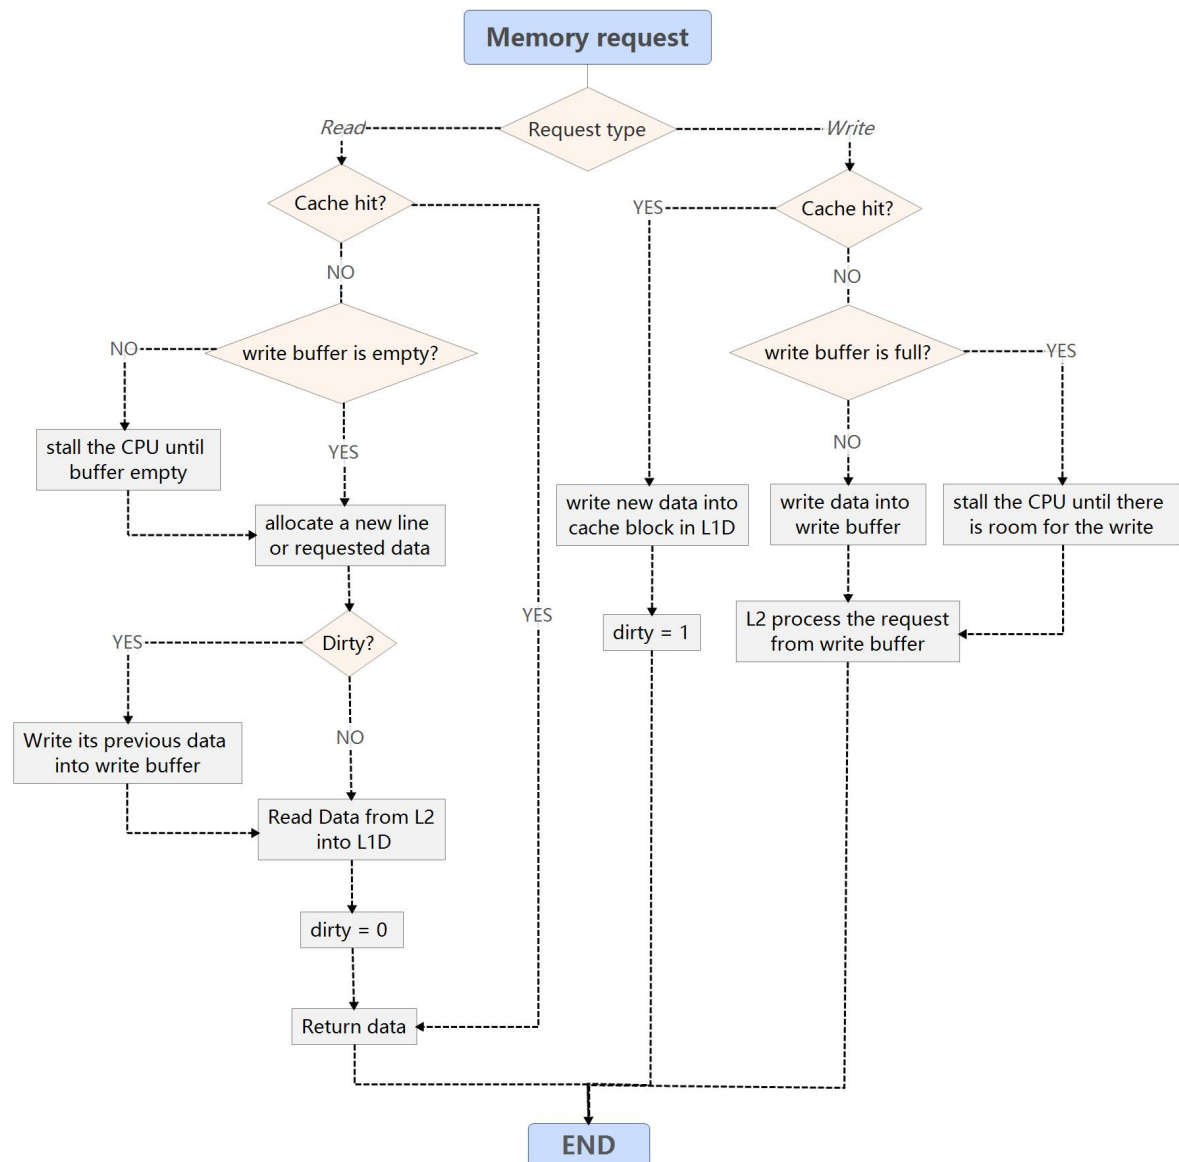 Memory request
Request type
Read
Write
Cache hit?
YES
Cache hit?
NO
NO
NO
write buffer is empty?
write buffer is full?
YES
stall the CPU until
buffer empty
YES
NO
allocate a new line
or requested data
write new data into
cache block in L1D
write data into
write buffer
stall the CPU until there
is room for the write
YES
YES
Dirty?
dirty = 1
L2 process the request
from write buffer
Write its previous data
into write buffer
NO
Read Data from L2
into L1D
dirty = 0
Return data
END